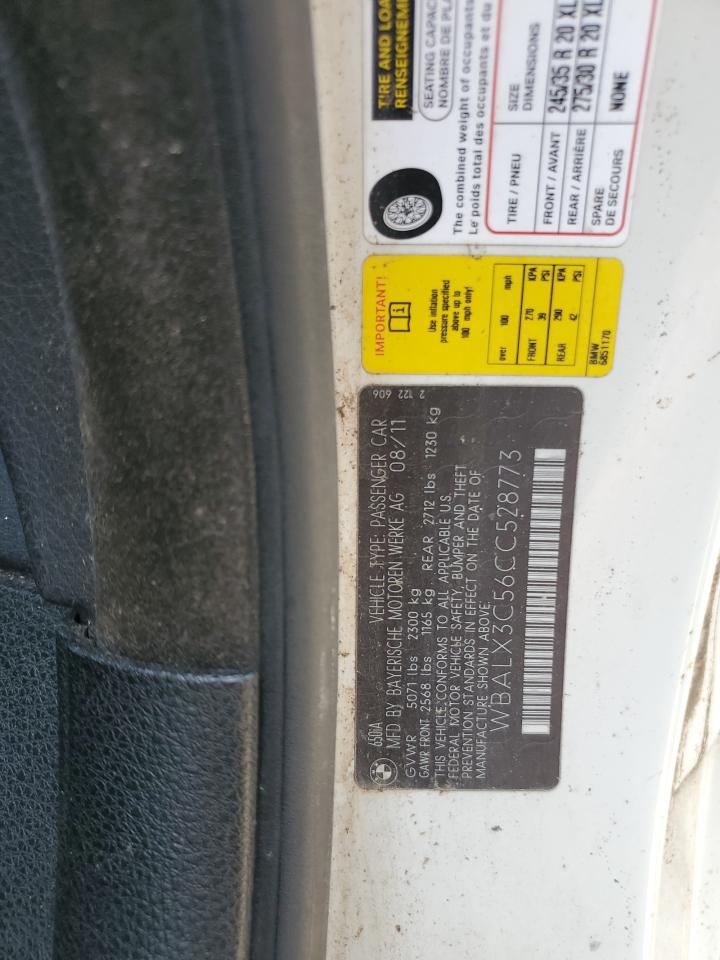 TIRE AND LOA
RENSEIGNEME
SEATING CAPAC
NOMBRE DE PLA
The combined weight of occupants
Le poids total des occupants et du
TIRE / PNEU
SIZE
DIMENSIONS
FRONT / AVANT
245/35 R 20 XL
REAR / ARRIÈRE
275/30 R 20 XL
SPARE
DE SECOURS
NONE
IMPORTANT!
i
Use inflation
pressure specified
above up to
100 mph only!
over 100 mph
FRONT 270 KPA
39 PSI
REAR 290 KPA
42 PSI
BMW
6851170
2 122 606
650iA VEHICLE TYPE: PASSENGER CAR
MFD BY BAYERISCHE MOTOREN WERKE AG 08/11
GVWR 5071 lbs 2300 kg
GAWR FRONT 2568 lbs 1165 kg REAR 2712 lbs 1230 kg
THIS VEHICLE CONFORMS TO ALL APPLICABLE U.S.
FEDERAL MOTOR VEHICLE SAFETY, BUMPER AND THEFT
PREVENTION STANDARDS IN EFFECT ON THE DATE OF
MANUFACTURE SHOWN ABOVE.
WBALX3C56CC528773